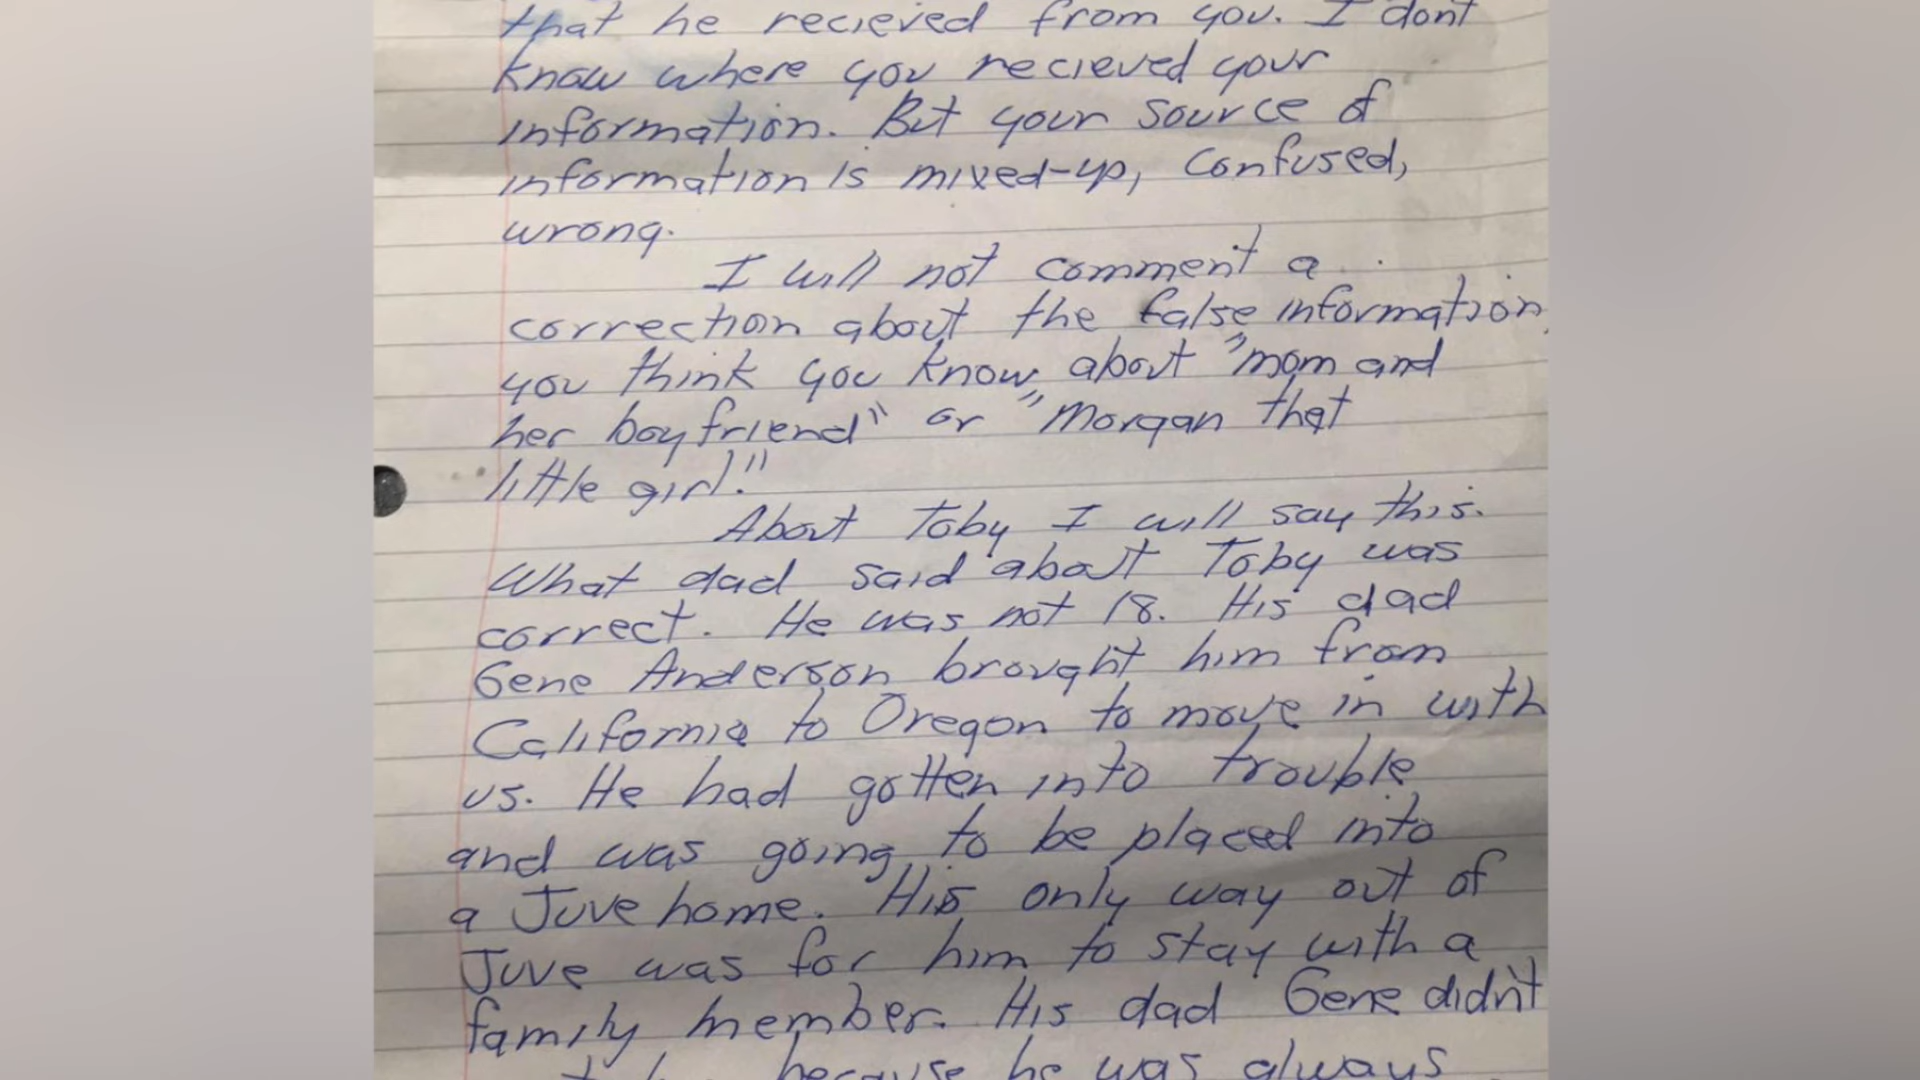 that he recieved from you. I dont
know where you recieved your
information. But your source of
information is mixed-up, confused,
wrong.
I will not comment a
correction about the false information,
you think you know, about "mom and
her boyfriend" or "Morgan that
little girl."
About Toby I will say this.
What dad said about Toby was
correct. He was not 18. His dad
Gene Anderson brought him from
California to Oregon to move in with
us. He had gotten into trouble
and was going to be placed into
a Juve home. His only way out of
Juve was for him to stay with a
family member. His dad Gene didn't
because he was always